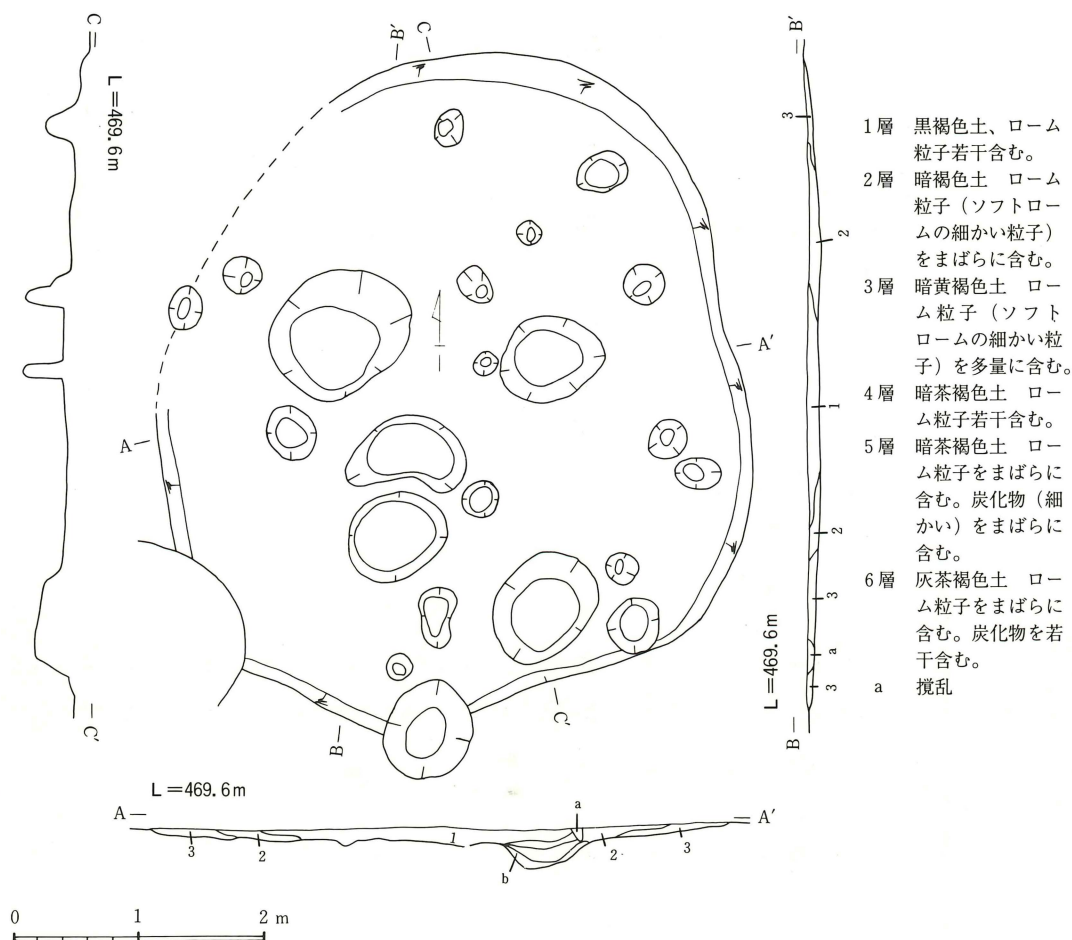 C
L=469.6m
C'
B'
C
A'
A
B
C'
B'
3
2
1
2
3
a
3
L=469.6m
B
1層 黒褐色土、ローム
粒子若干含む。
2層 暗褐色土 ローム
粒子(ソフトロー
ムの細かい粒子)
をまばらに含む。
3層 暗黄褐色土 ロー
ム粒子(ソフト
ロームの細かい粒
子)を多量に含む。
4層 暗茶褐色土 ロー
ム粒子若干含む。
5層 暗茶褐色土 ロー
ム粒子をまばらに
含む。炭化物(細
かい)をまばらに
含む。
6層 灰茶褐色土 ロー
ム粒子をまばらに
含む。炭化物を若
干含む。
a 撹乱
L=469.6m
A
A'
3
2
1
a
b
2
3
0 1 2 m